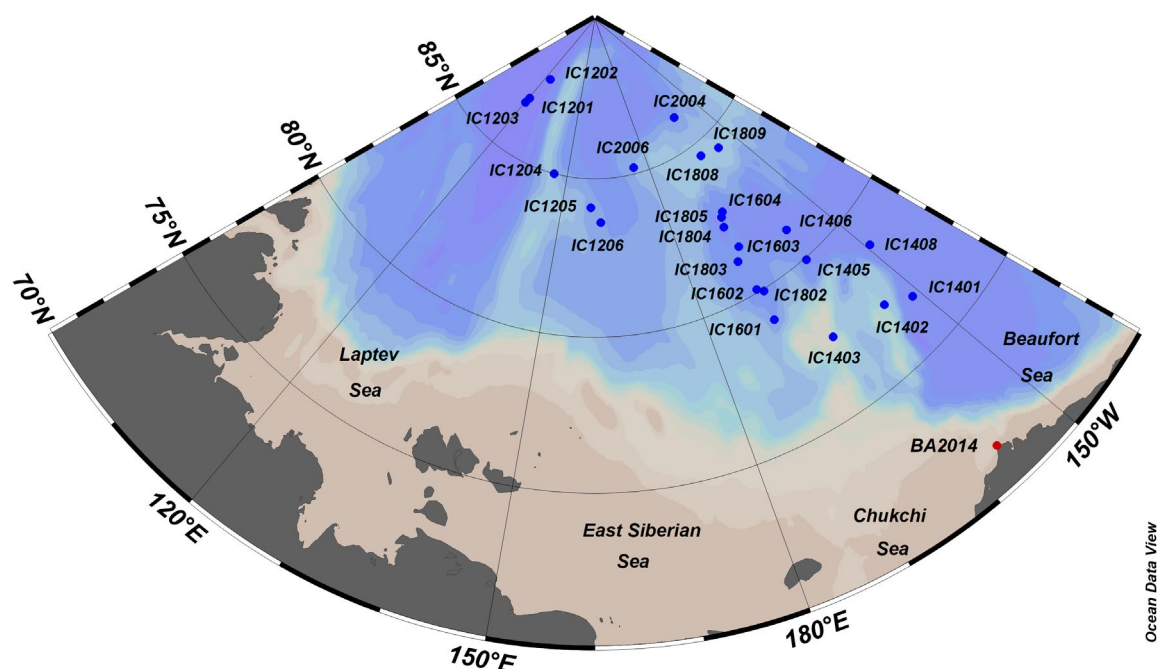 85°N
80°N
75°N
70°N
IC1202
IC1201
IC1203
IC2004
IC1809
IC2006
IC1808
IC1204
IC1205
IC1206
IC1604
IC1805
IC1804
IC1406
IC1603
IC1408
IC1803
IC1405
IC1602
IC1802
IC1401
IC1601
IC1402
IC1403
Beaufort
Sea
Laptev
Sea
BA2014
150°W
East Siberian
Sea
Chukchi
Sea
120°E
150°E
180°E
Ocean Data View